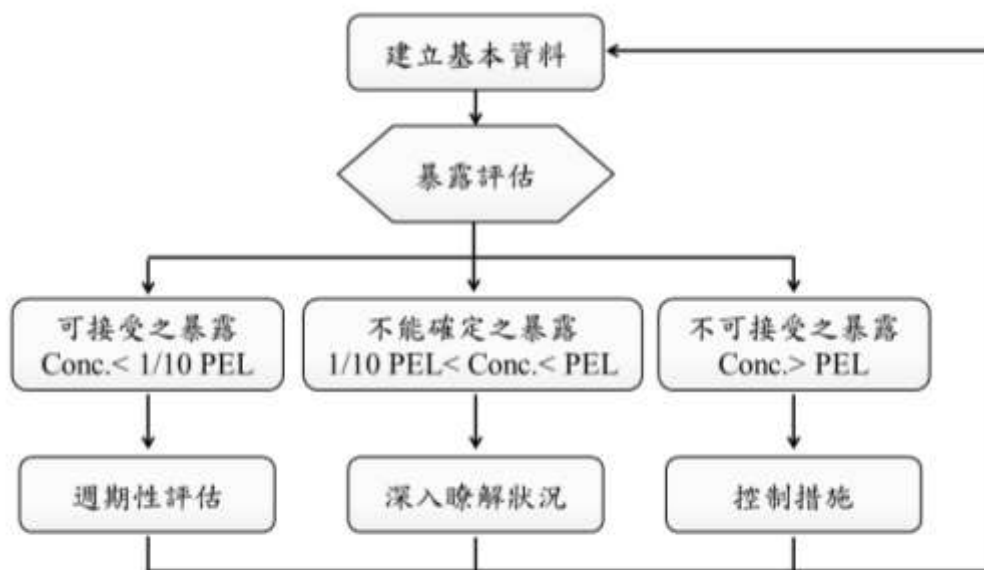 建立基本資料
暴露評估
可接受之暴露
Conc.< 1/10 PEL
不能確定之暴露
1/10 PEL< Conc.< PEL
不可接受之暴露
Conc.> PEL
週期性評估
深入瞭解狀況
控制措施